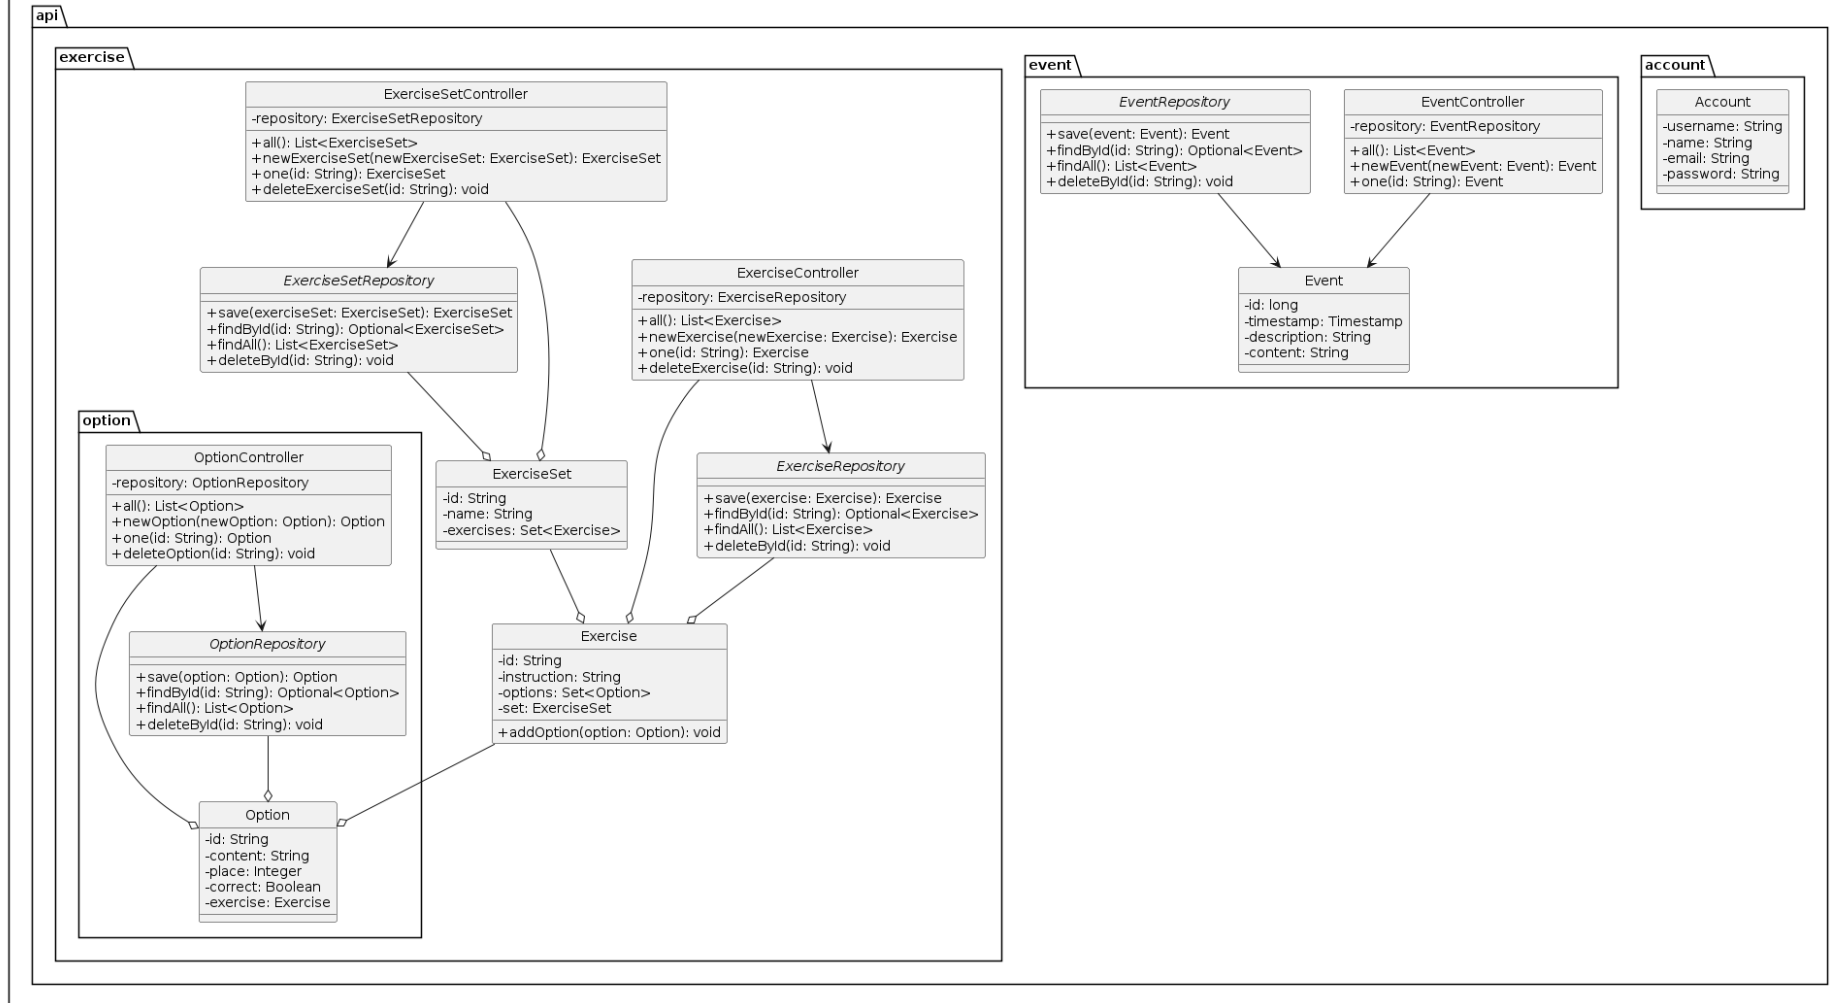 api
exercise
ExerciseSetController
-repository: ExerciseSetRepository
+all(): List<ExerciseSet>
+newExerciseSet(newExerciseSet: ExerciseSet): ExerciseSet
+one(id: String): ExerciseSet
+deleteExerciseSet(id: String): void
ExerciseSetRepository
+save(exerciseSet: ExerciseSet): ExerciseSet
+findById(id: String): Optional<ExerciseSet>
+findAll(): List<ExerciseSet>
+deleteById(id: String): void
ExerciseController
-repository: ExerciseRepository
+all(): List<Exercise>
+newExercise(newExercise: Exercise): Exercise
+one(id: String): Exercise
+deleteExercise(id: String): void
option
OptionController
-repository: OptionRepository
+all(): List<Option>
+newOption(newOption: Option): Option
+one(id: String): Option
+deleteOption(id: String): void
ExerciseSet
-id: String
-name: String
-exercises: Set<Exercise>
ExerciseRepository
+save(exercise: Exercise): Exercise
+findById(id: String): Optional<Exercise>
+findAll(): List<Exercise>
+deleteById(id: String): void
OptionRepository
+save(option: Option): Option
+findById(id: String): Optional<Option>
+findAll(): List<Option>
+deleteById(id: String): void
Exercise
-id: String
-instruction: String
-options: Set<Option>
-set: ExerciseSet
+addOption(option: Option): void
Option
-id: String
-content: String
-place: Integer
-correct: Boolean
-exercise: Exercise
event
EventRepository
+save(event: Event): Event
+findById(id: String): Optional<Event>
+findAll(): List<Event>
+deleteById(id: String): void
EventController
-repository: EventRepository
+all(): List<Event>
+newEvent(newEvent: Event): Event
+one(id: String): Event
Event
-id: long
-timestamp: Timestamp
-description: String
-content: String
account
Account
-username: String
-name: String
-email: String
-password: String